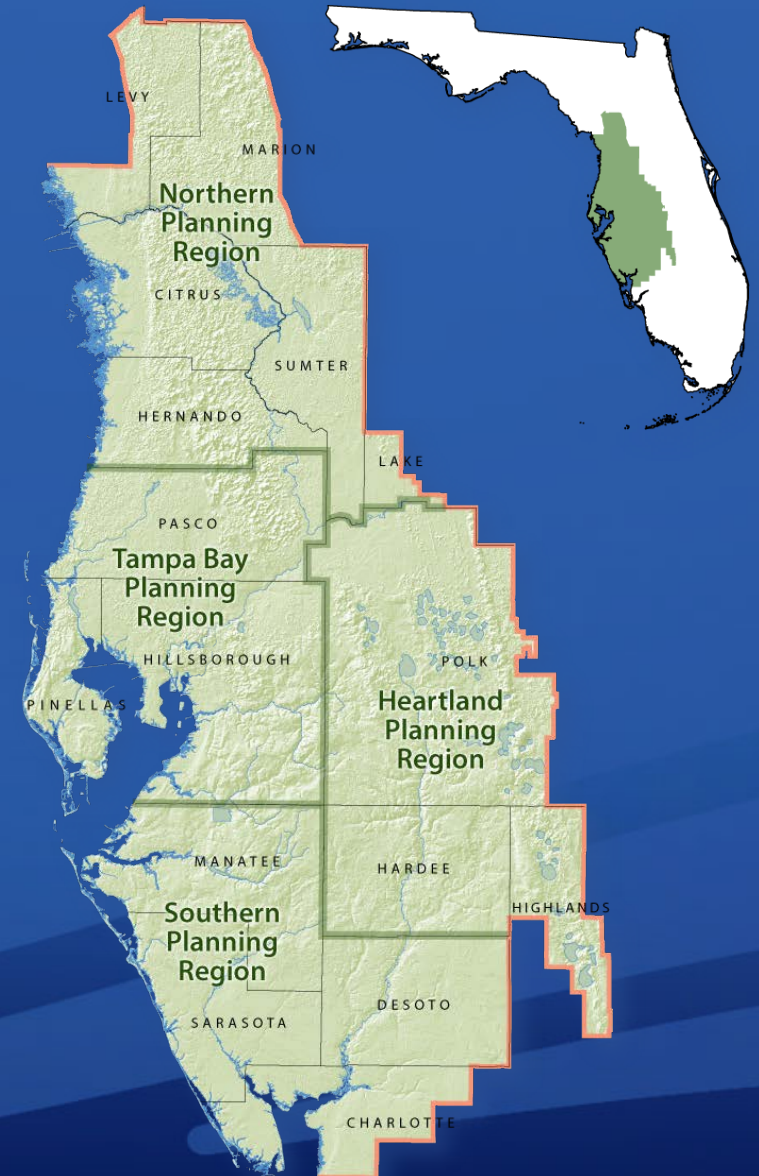 LEVY
MARION
Northern
Planning
Region
CITRUS
SUMTER
HERNANDO
LAKE
PASCO
Tampa Bay
Planning
Region
HILLSBOROUGH
POLK
PINELLAS
Heartland
Planning
Region
MANATEE
HARDEE
HIGHLANDS
Southern
Planning
Region
DESOTO
SARASOTA
CHARLOTTE